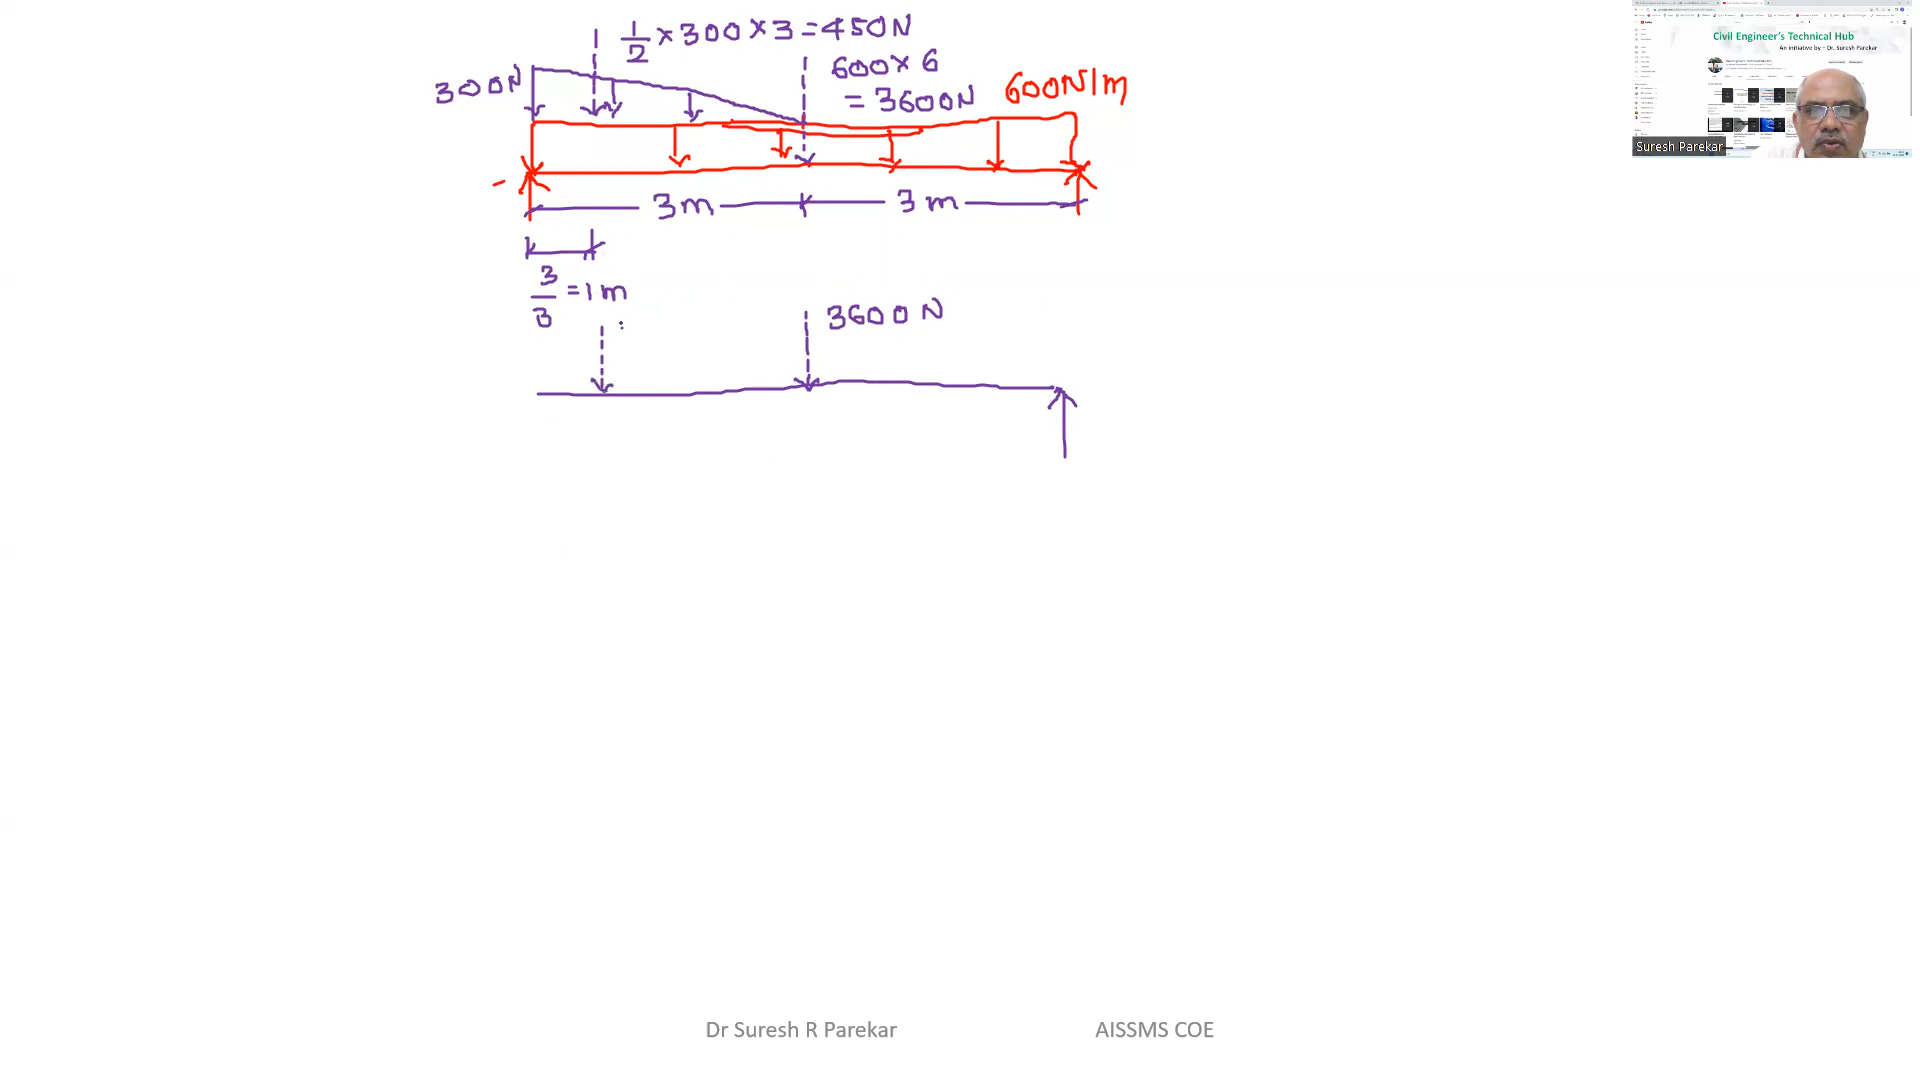 1/2 × 300 × 3 = 450N
300N
600 × 6
= 3600N
600N/m
3m
3m
3/3 = 1m
3600N
Civil Engineer's Technical Hub
An initiative by - Dr. Suresh Parekar
Suresh Parekar
Dr Suresh R Parekar
AISSMS COE